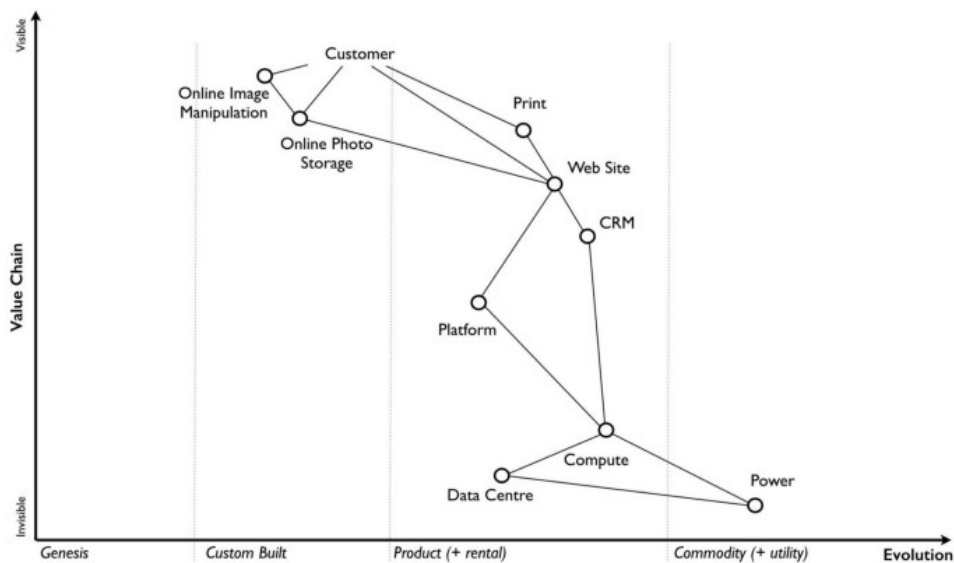 Visible
Customer
Online Image
Manipulation
Print
Online Photo
Storage
Web Site
CRM
Value Chain
Platform
Compute
Data Centre
Power
Invisible
Genesis
Custom Built
Product (+ rental)
Commodity (+ utility)
Evolution